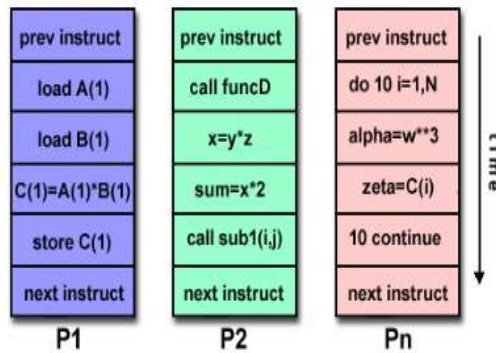 prev instruct
load A(1)
load B(1)
C(1)=A(1)*B(1)
store C(1)
next instruct
P1
prev instruct
call funcD
x=y*z
sum=x*2
call sub1(i,j)
next instruct
P2
prev instruct
do 10 i=1,N
alpha=w**3
zeta=C(i)
10 continue
next instruct
Pn
time